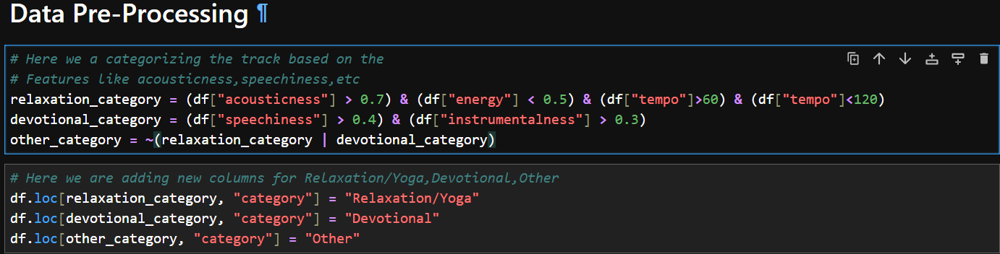 Data Pre-Processing ¶
# Here we a categorizing the track based on the
# Features like acousticness,speechiness,etc
relaxation_category = (df["acousticness"] > 0.7) & (df["energy"] < 0.5) & (df["tempo"]>60) & (df["tempo"]<120)
devotional_category = (df["speechiness"] > 0.4) & (df["instrumentalness"] > 0.3)
other_category = ~(relaxation_category | devotional_category)
# Here we are adding new columns for Relaxation/Yoga,Devotional,Other
df.loc[relaxation_category, "category"] = "Relaxation/Yoga"
df.loc[devotional_category, "category"] = "Devotional"
df.loc[other_category, "category"] = "Other"